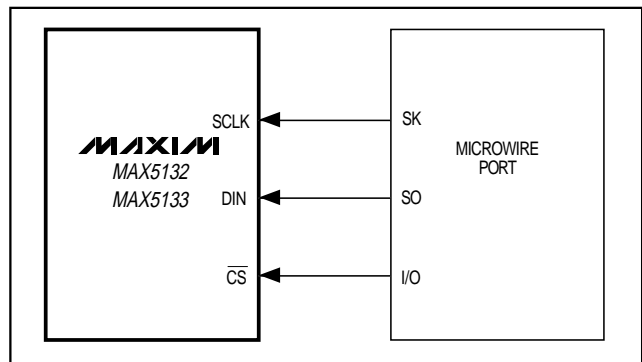 SCLK SK
MAXIM
MAX5132
MAX5133
MICROWIRE
PORT
DIN SO
CS I/O